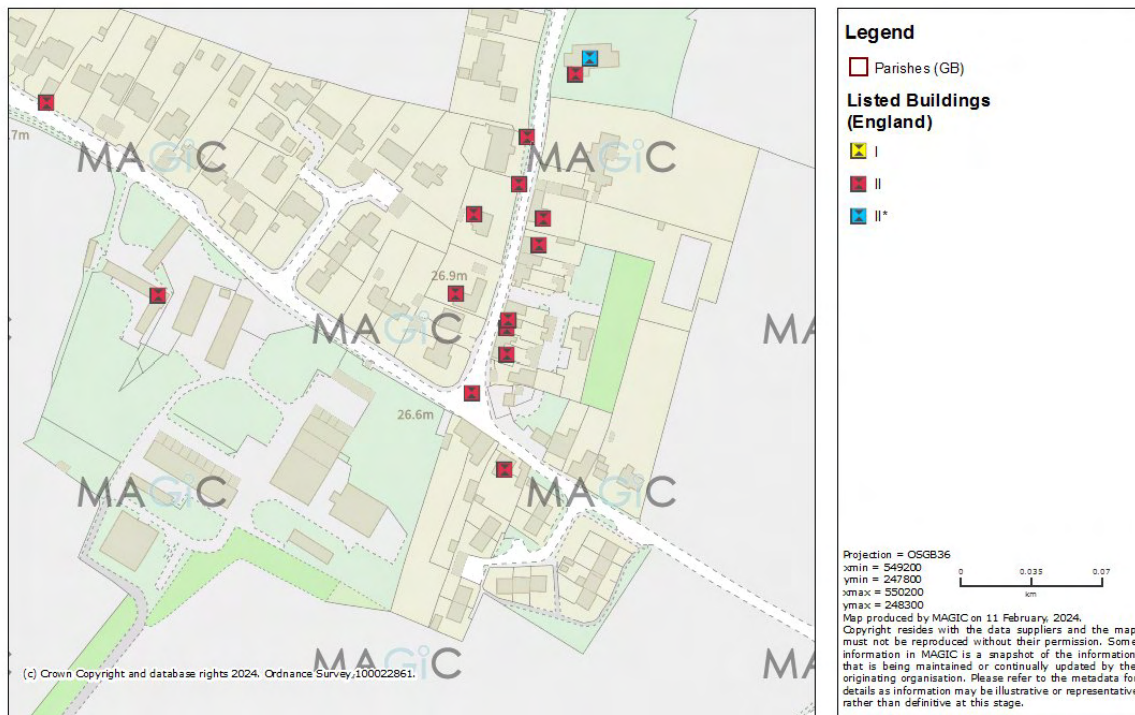 .7m
MAGiC
MAGiC
26.9m
MAGiC
MA
26.6m
MAGiC
MAGiC
MAGiC
MA
(c) Crown Copyright and database rights 2024. Ordnance Survey 100022861.
Legend
Parishes (GB)
Listed Buildings
(England)
I
II
II*
Projection = OSGB36
xmin = 549200
ymin = 247800
xmax = 550200
ymax = 248300
0 0.035 0.07
km
Map produced by MAGIC on 11 February, 2024.
Copyright resides with the data suppliers and the map
must not be reproduced without their permission. Some
information in MAGIC is a snapshot of the information
that is being maintained or continually updated by the
originating organisation. Please refer to the metadata for
details as information may be illustrative or representative
rather than definitive at this stage.